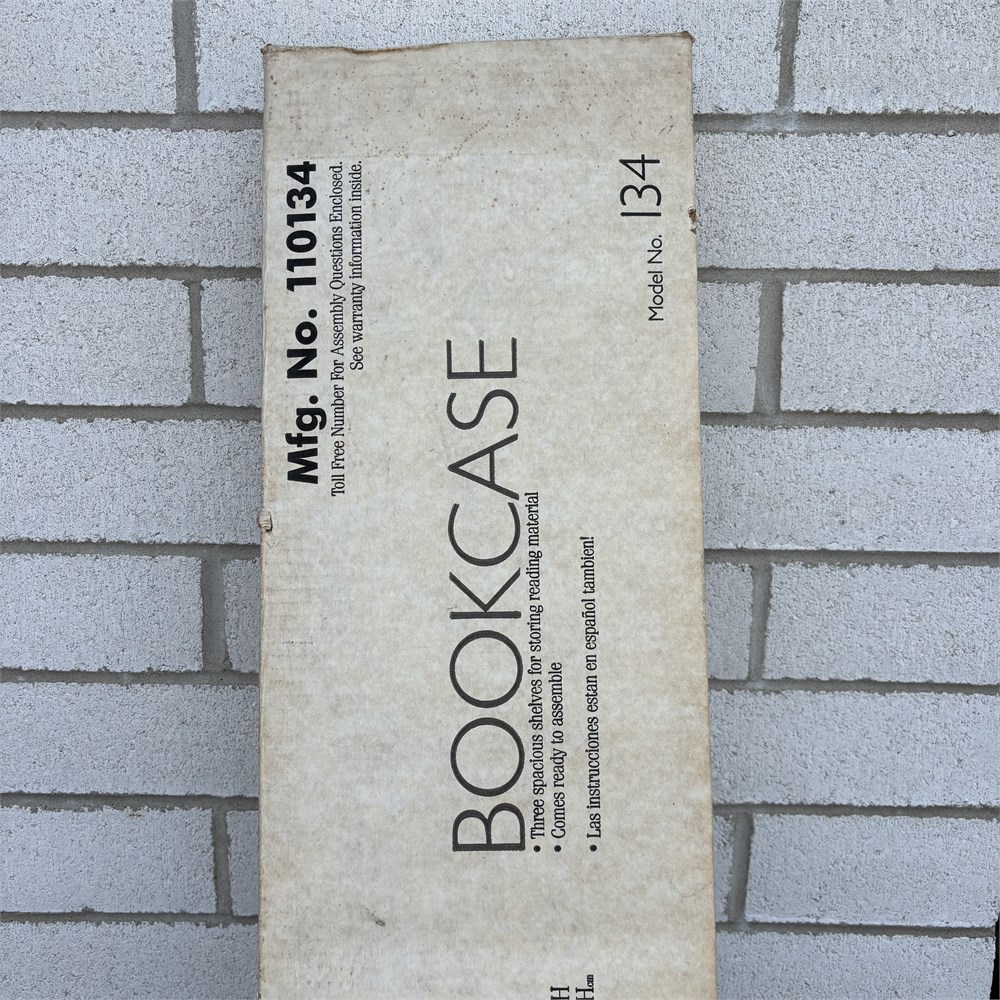 Mfg. No. 110134
Toll Free Number For Assembly Questions Enclosed.
See warranty information inside.
BOOKCASE
• Three spacious shelves for storing reading material
• Comes ready to assemble
• Las instrucciones estan en español tambien!
Model No. 134
H
H cm